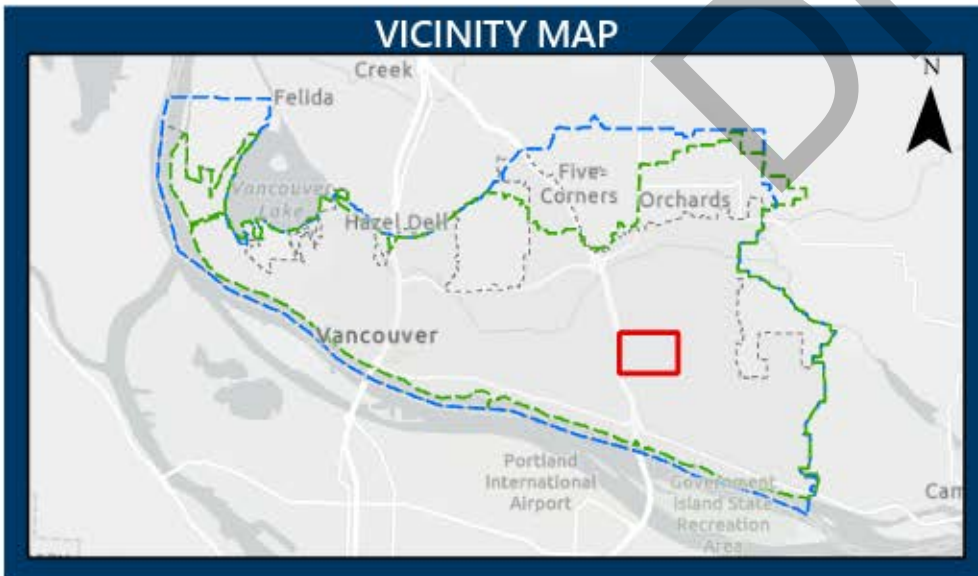 VICINITY MAP
N
Creek
Felida
Vancouver
Lake
Hazel Dell
Five
Corners
Orchards
Vancouver
Portland
International
Airport
Government
Island State
Recreation
Area
Cam